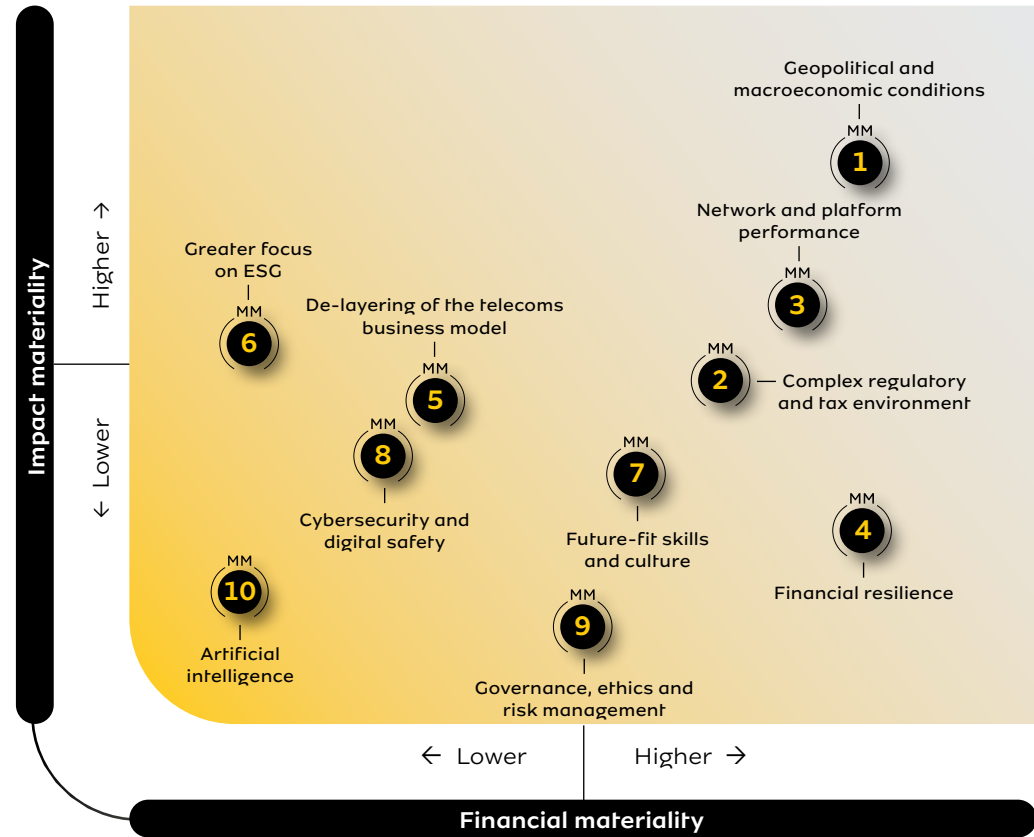 Geopolitical and
macroeconomic conditions
MM
1
Network and platform
performance
MM
3
Greater focus
on ESG
MM
6
De-layering of the telecoms
business model
MM
5
MM
2
Complex regulatory
and tax environment
MM
8
Cybersecurity and
digital safety
MM
7
Future-fit skills
and culture
MM
4
Financial resilience
MM
10
Artificial
intelligence
MM
9
Governance, ethics and
risk management
Impact materiality
Higher →
← Lower
← Lower
Higher →
Financial materiality